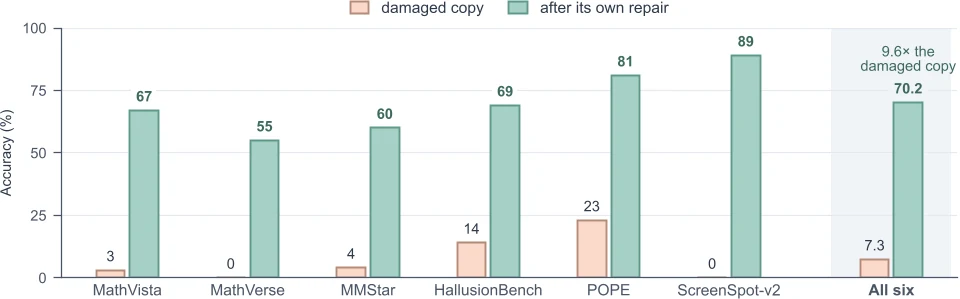 damaged copy
after its own repair
Accuracy (%)
100
75
50
25
0
3
67
0
55
4
60
14
69
23
81
0
89
9.6× the
damaged copy
70.2
7.3
MathVista
MathVerse
MMStar
HallusionBench
POPE
ScreenSpot-v2
All six